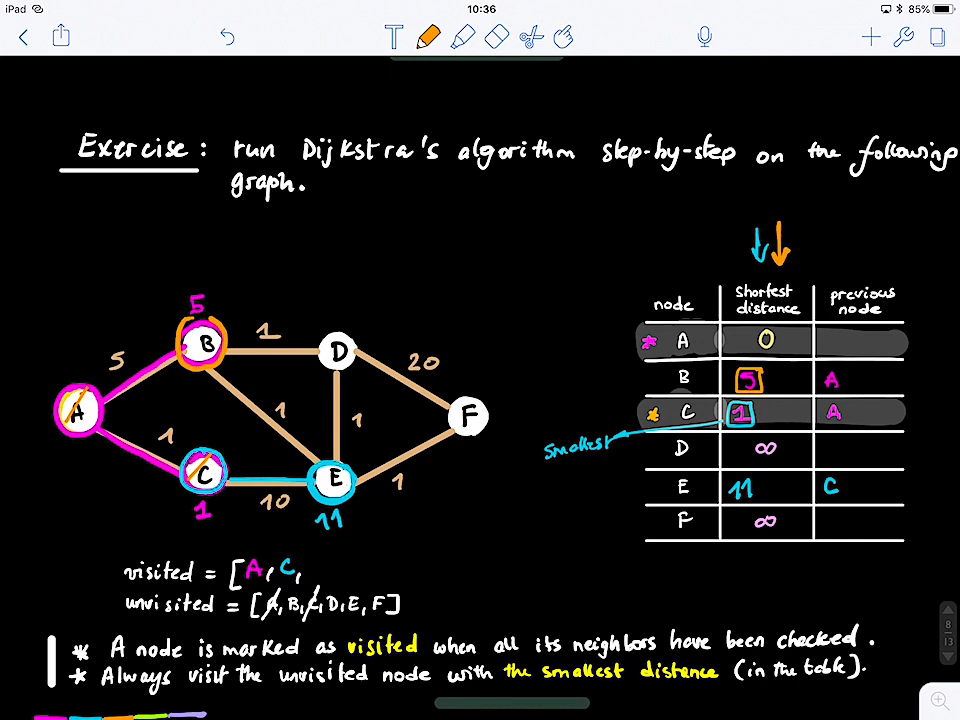 iPad 10:36 85%
T
Exercise: run Dijkstra's algorithm step-by-step on the following
graph.
node shortest distance previous node
* A 0
B 5 A
* C 1 A
smallest
D ∞
E 11 C
F ∞
5
B 1 D
5 20
A 1 1 F
1
C 10 E 1
1 11
visited = [A, C,
unvisited = [A, B, C, D, E, F]
* A node is marked as visited when all its neighbors have been checked.
* Always visit the unvisited node with the smallest distance (in the table).
8
13